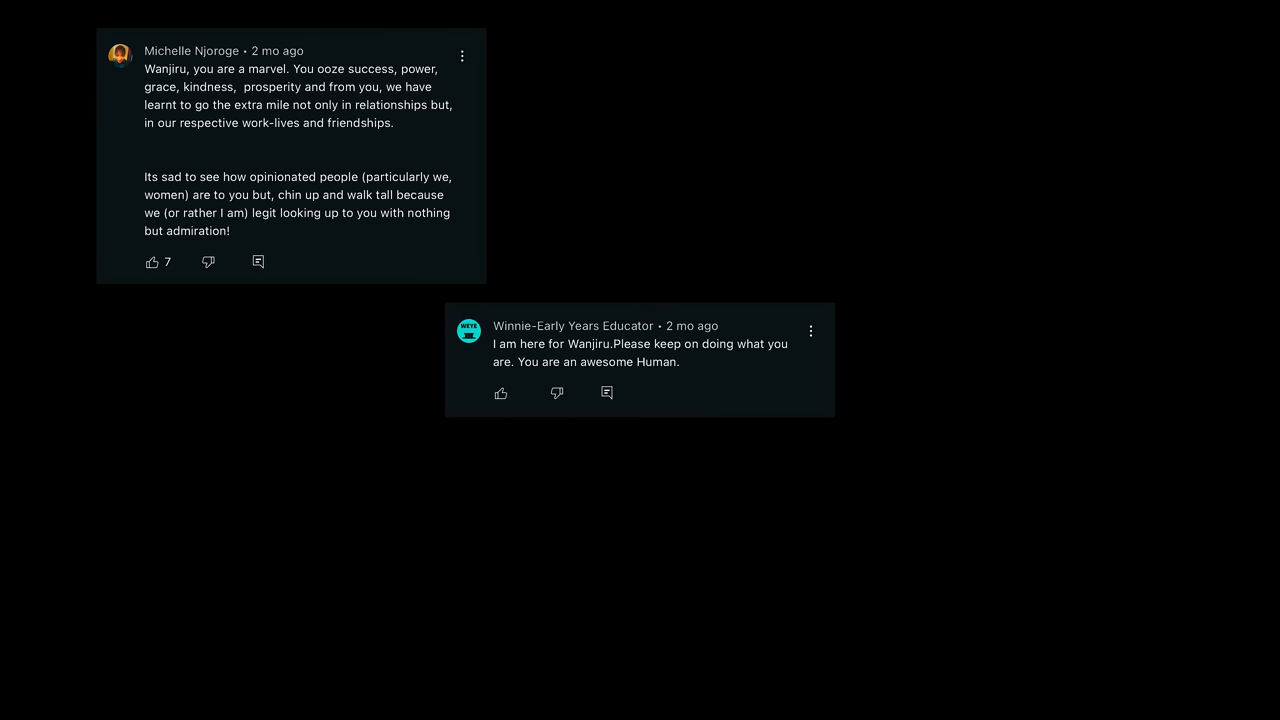 Michelle Njoroge • 2 mo ago
Wanjiru, you are a marvel. You ooze success, power,
grace, kindness,  prosperity and from you, we have
learnt to go the extra mile not only in relationships but,
in our respective work-lives and friendships.
Its sad to see how opinionated people (particularly we,
women) are to you but, chin up and walk tall because
we (or rather I am) legit looking up to you with nothing
but admiration!
7
WEYE
Winnie-Early Years Educator • 2 mo ago
I am here for Wanjiru.Please keep on doing what you
are. You are an awesome Human.